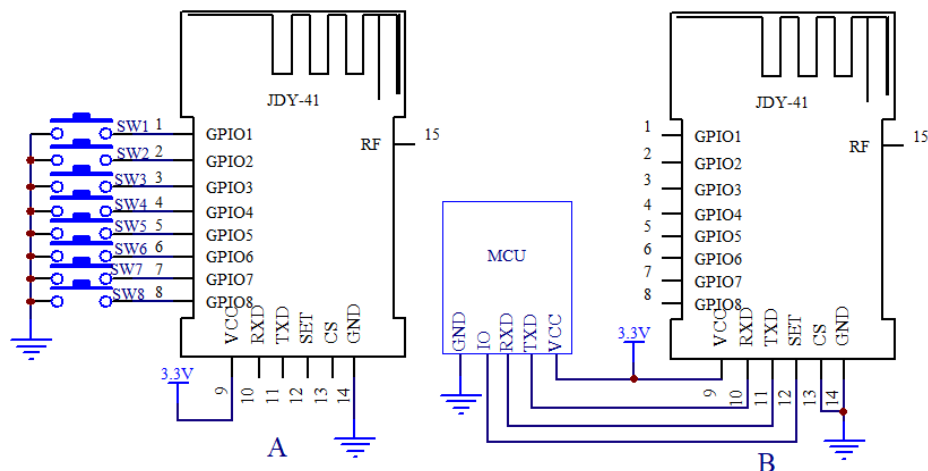 JDY-41
SW1 1 GPIO1
SW2 2 GPIO2
SW3 3 GPIO3
SW4 4 GPIO4
SW5 5 GPIO5
SW6 6 GPIO6
SW7 7 GPIO7
SW8 8 GPIO8
RF 15
VCC RXD TXD SET CS GND
9 10 11 12 13 14
3.3V
A
JDY-41
1 GPIO1
2 GPIO2
3 GPIO3
4 GPIO4
5 GPIO5
6 GPIO6
7 GPIO7
8 GPIO8
RF 15
VCC RXD TXD SET CS GND
9 10 11 12 13 14
MCU
GND IO RXD TXD VCC
3.3V
B